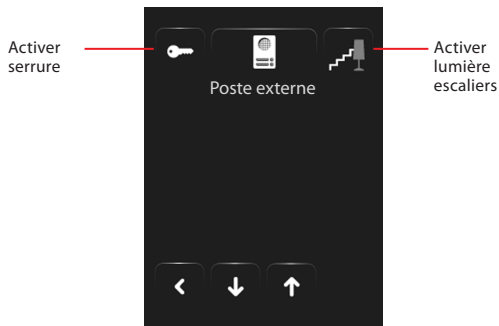 Activer
serrure
Activer
lumière
escaliers
Poste externe